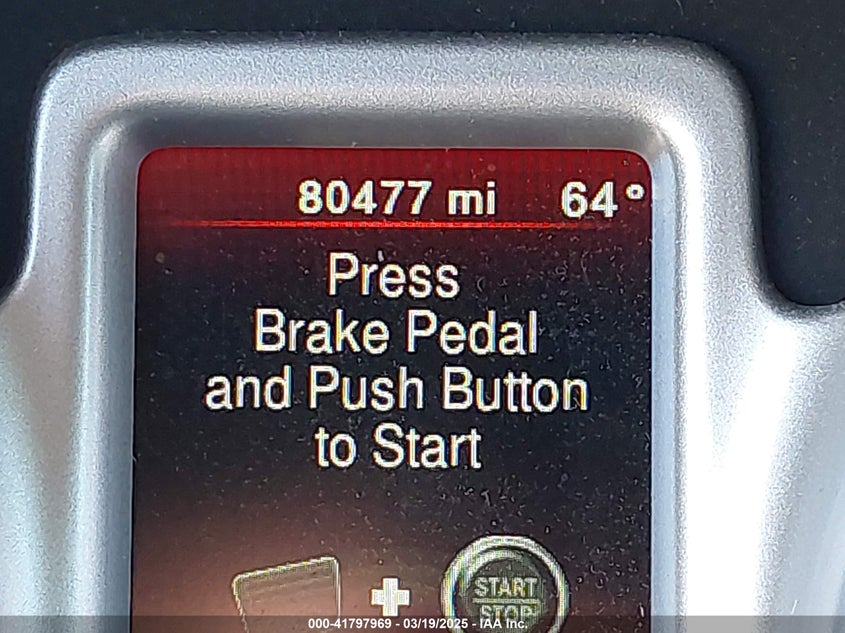 80477 mi 64°
Press
Brake Pedal
and Push Button
to Start
+
START
STOP
000-41797969 - 03/19/2025 - IAA Inc.